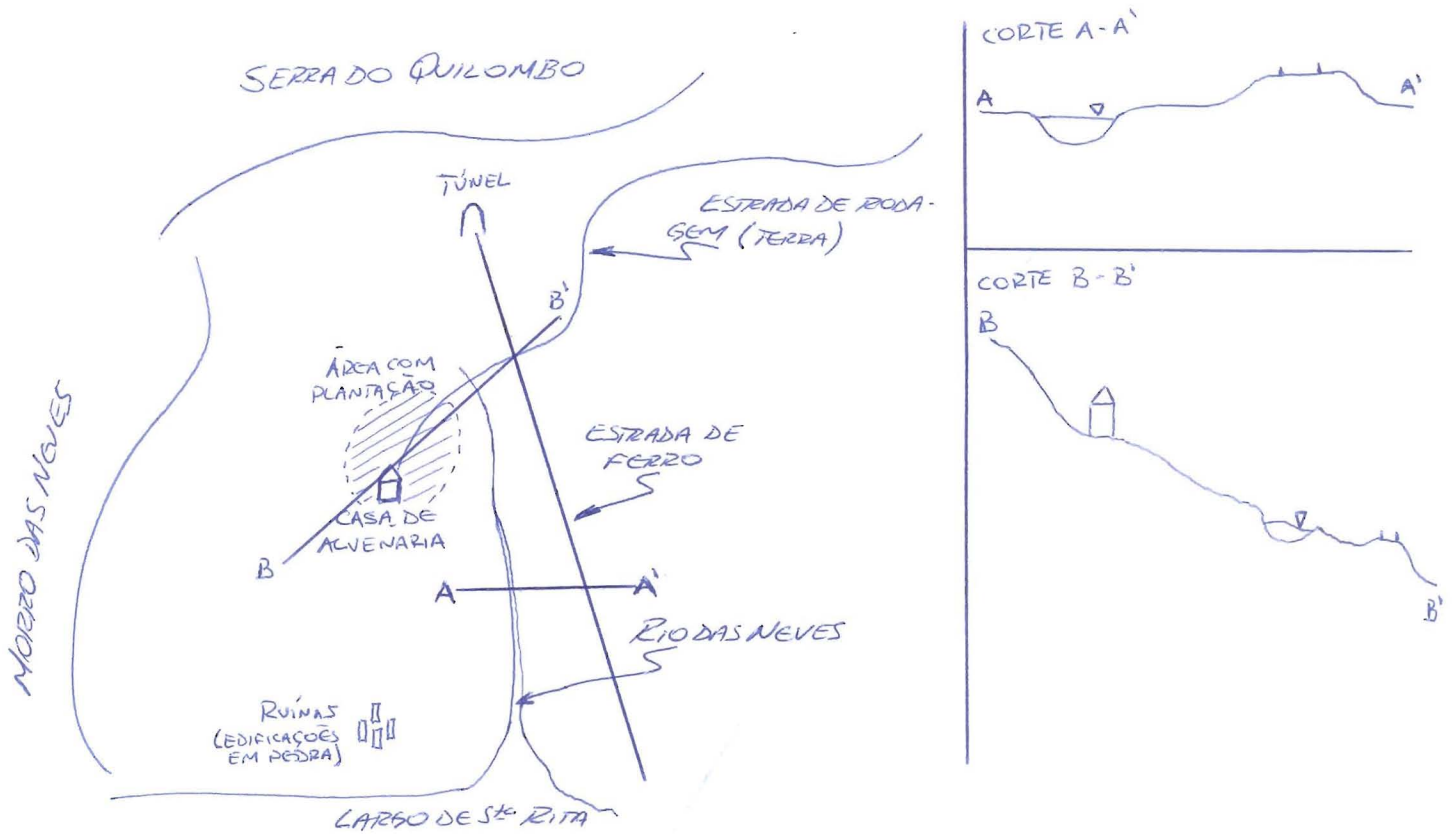 SERRA DO QUILOMBO
TÚNEL
ESTRADA DE RODA-
GEM (TERRA)
B'
ÁREA COM
PLANTAÇÃO
ESTRADA DE
FERRO
CASA DE
ALVENARIA
B
A
A'
MORRO DAS NEVES
RIO DAS NEVES
RUÍNAS
(EDIFICAÇÕES
EM PEDRA)
LARGO DE Sta RITA
CORTE A-A'
A
A'
CORTE B-B'
B
B'